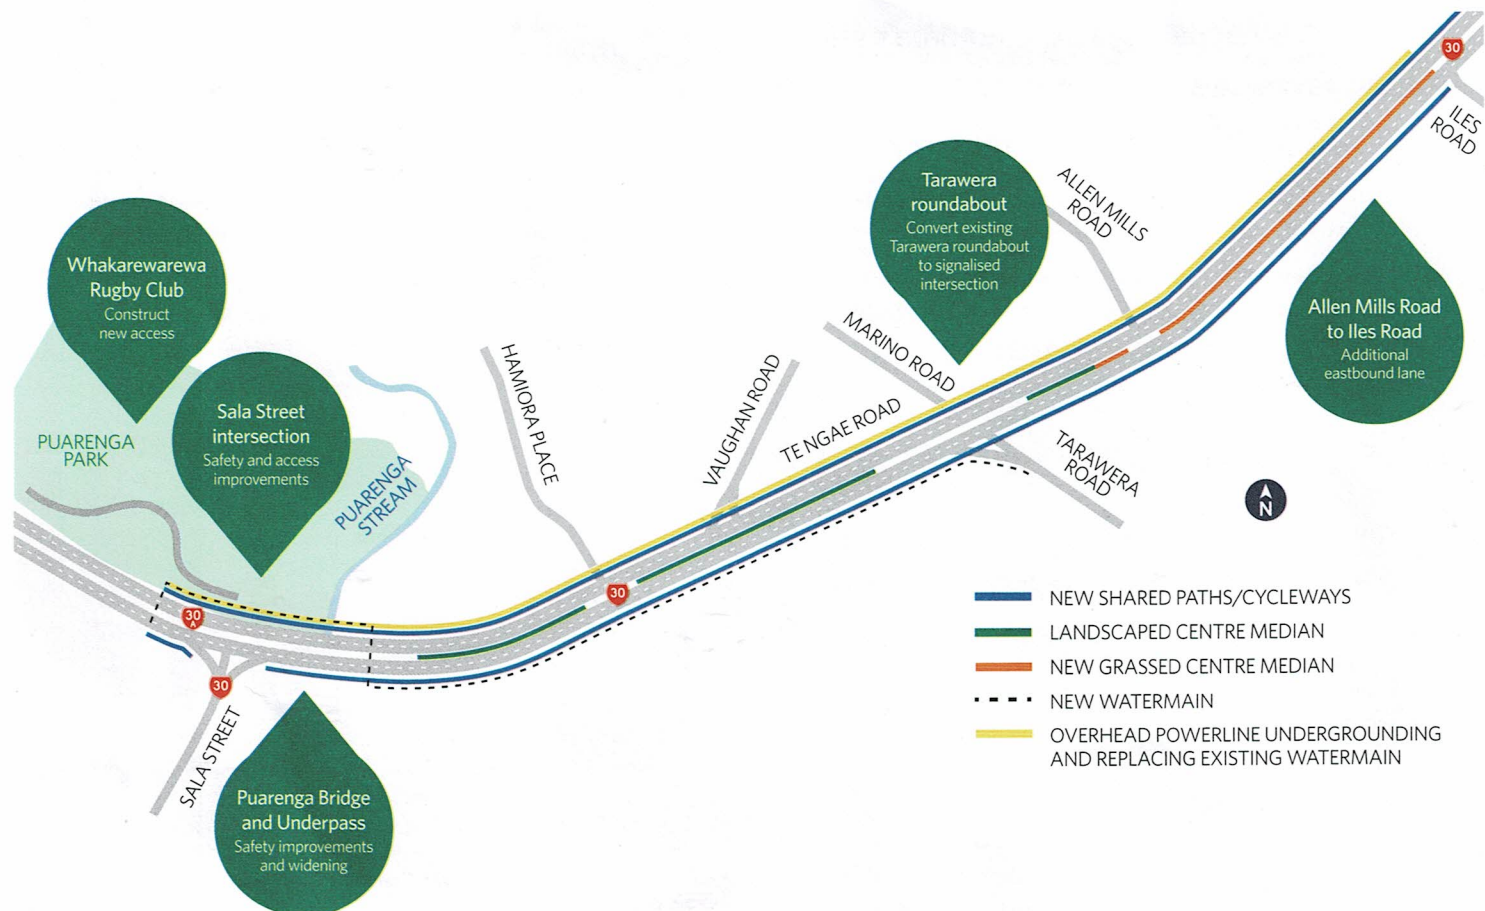 30
ILES
ROAD
ALLEN MILLS
ROAD
Tarawera
roundabout
Convert existing
Tarawera roundabout
to signalised
intersection
Whakarewarewa
Rugby Club
Construct
new access
Allen Mills Road
to Iles Road
Additional
eastbound lane
MARINO ROAD
HAMIORA PLACE
VAUGHAN ROAD
TE NGAE ROAD
Sala Street
intersection
Safety and access
improvements
PUARENGA
PARK
PUARENGA
STREAM
TARAWERA
ROAD
N
30
30
A
30
SALA STREET
Puarenga Bridge
and Underpass
Safety improvements
and widening
NEW SHARED PATHS/CYCLEWAYS
LANDSCAPED CENTRE MEDIAN
NEW GRASSED CENTRE MEDIAN
NEW WATERMAIN
OVERHEAD POWERLINE UNDERGROUNDING
AND REPLACING EXISTING WATERMAIN